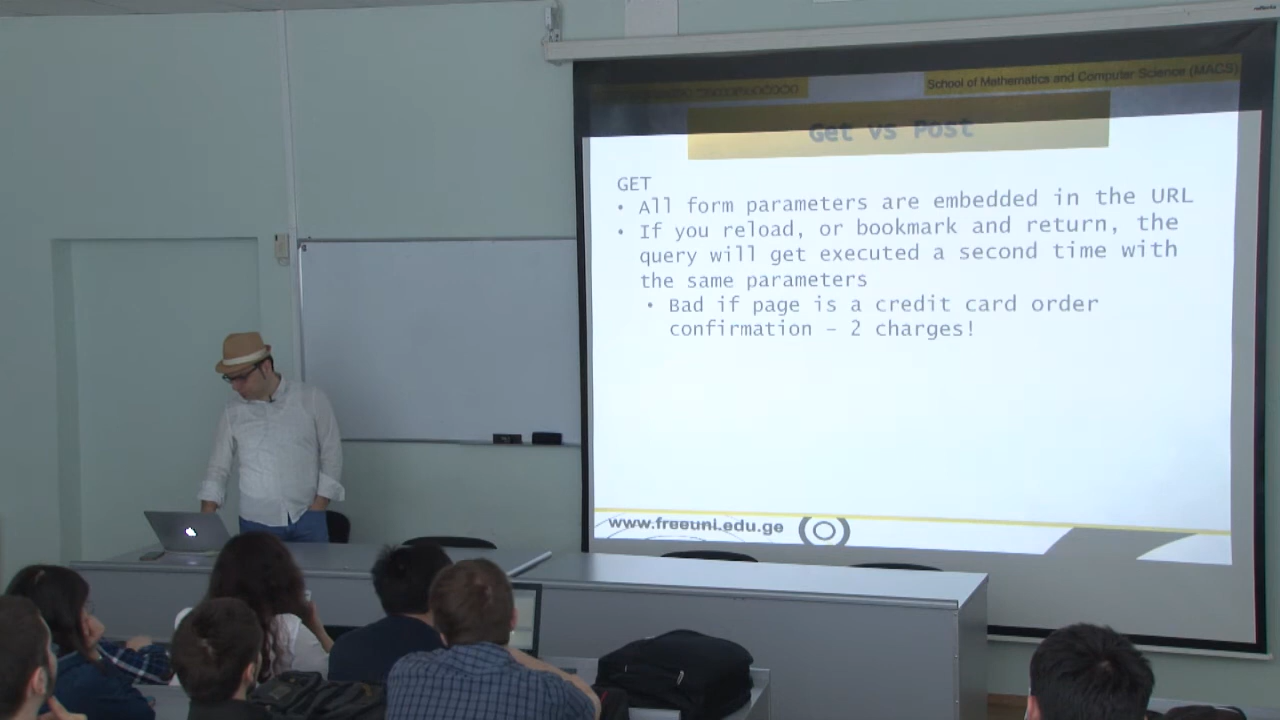 School of Mathematics and Computer Science (MACS)
Get vs Post
GET
• All form parameters are embedded in the URL
• If you reload, or bookmark and return, the
query will get executed a second time with
the same parameters
• Bad if page is a credit card order
confirmation – 2 charges!
www.freeuni.edu.ge